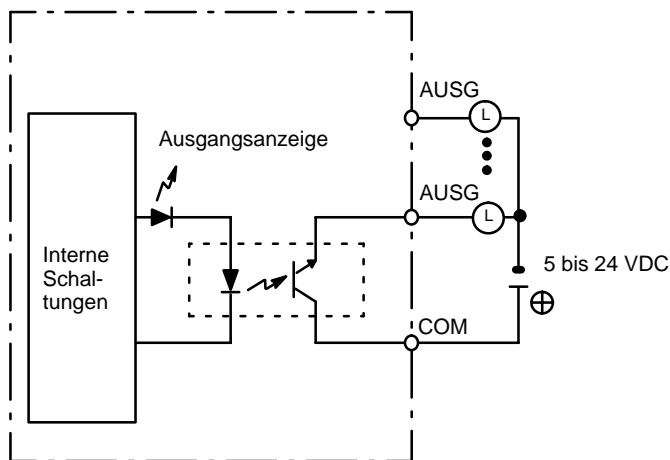 AUSG
L
Ausgangsanzeige
AUSG
L
Interne
Schal-
tungen
5 bis 24 VDC
COM